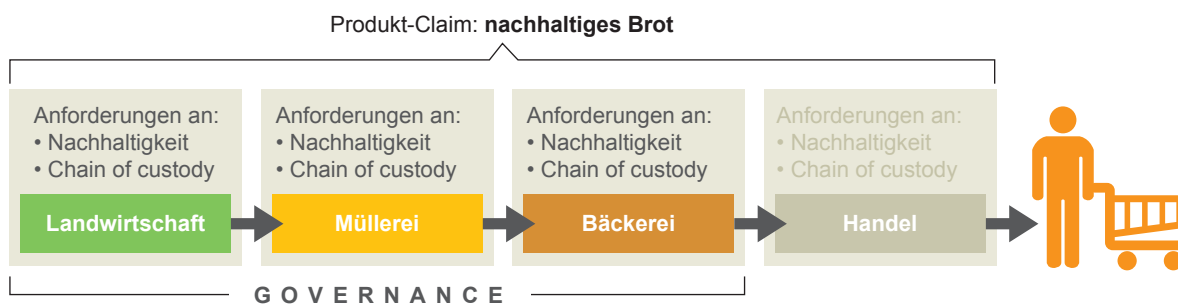 Produkt-Claim: nachhaltiges Brot
Anforderungen an:
• Nachhaltigkeit
• Chain of custody
Landwirtschaft
Anforderungen an:
• Nachhaltigkeit
• Chain of custody
Müllerei
Anforderungen an:
• Nachhaltigkeit
• Chain of custody
Bäckerei
Anforderungen an:
• Nachhaltigkeit
• Chain of custody
Handel
GOVERNANCE